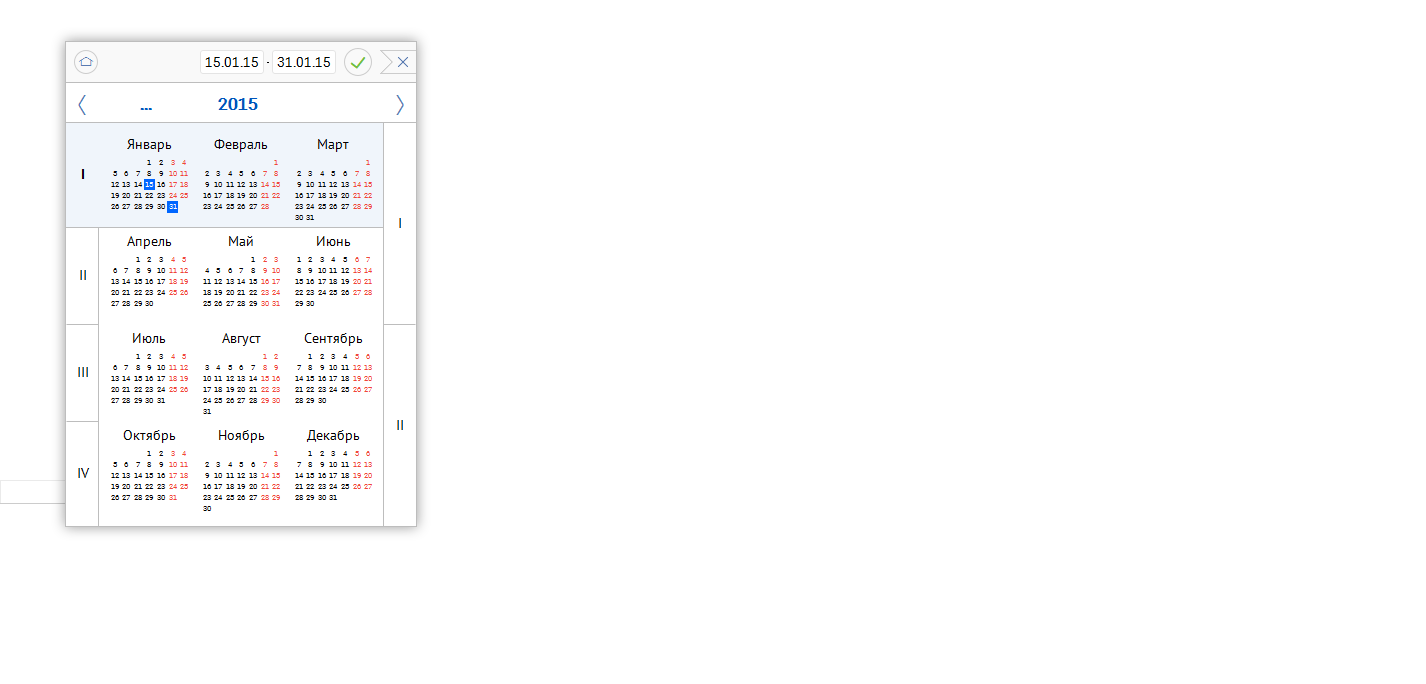 15.01.15 - 31.01.15
... 2015
I
Январь Февраль Март
1 2 3 4 1 1
5 6 7 8 9 10 11 2 3 4 5 6 7 8 2 3 4 5 6 7 8
12 13 14 15 16 17 18 9 10 11 12 13 14 15 9 10 11 12 13 14 15
19 20 21 22 23 24 25 16 17 18 19 20 21 22 16 17 18 19 20 21 22
26 27 28 29 30 31 23 24 25 26 27 28 23 24 25 26 27 28 29
30 31
I
II
Апрель Май Июнь
1 2 3 4 5 1 2 3 1 2 3 4 5 6 7
6 7 8 9 10 11 12 4 5 6 7 8 9 10 8 9 10 11 12 13 14
13 14 15 16 17 18 19 11 12 13 14 15 16 17 15 16 17 18 19 20 21
20 21 22 23 24 25 26 18 19 20 21 22 23 24 22 23 24 25 26 27 28
27 28 29 30 25 26 27 28 29 30 31 29 30
III
Июль Август Сентябрь
1 2 3 4 5 1 2 1 2 3 4 5 6
6 7 8 9 10 11 12 3 4 5 6 7 8 9 7 8 9 10 11 12 13
13 14 15 16 17 18 19 10 11 12 13 14 15 16 14 15 16 17 18 19 20
20 21 22 23 24 25 26 17 18 19 20 21 22 23 21 22 23 24 25 26 27
27 28 29 30 31 24 25 26 27 28 29 30 28 29 30
31
II
IV
Октябрь Ноябрь Декабрь
1 2 3 4 1 1 2 3 4 5 6
5 6 7 8 9 10 11 2 3 4 5 6 7 8 7 8 9 10 11 12 13
12 13 14 15 16 17 18 9 10 11 12 13 14 15 14 15 16 17 18 19 20
19 20 21 22 23 24 25 16 17 18 19 20 21 22 21 22 23 24 25 26 27
26 27 28 29 30 31 23 24 25 26 27 28 29 28 29 30 31
30